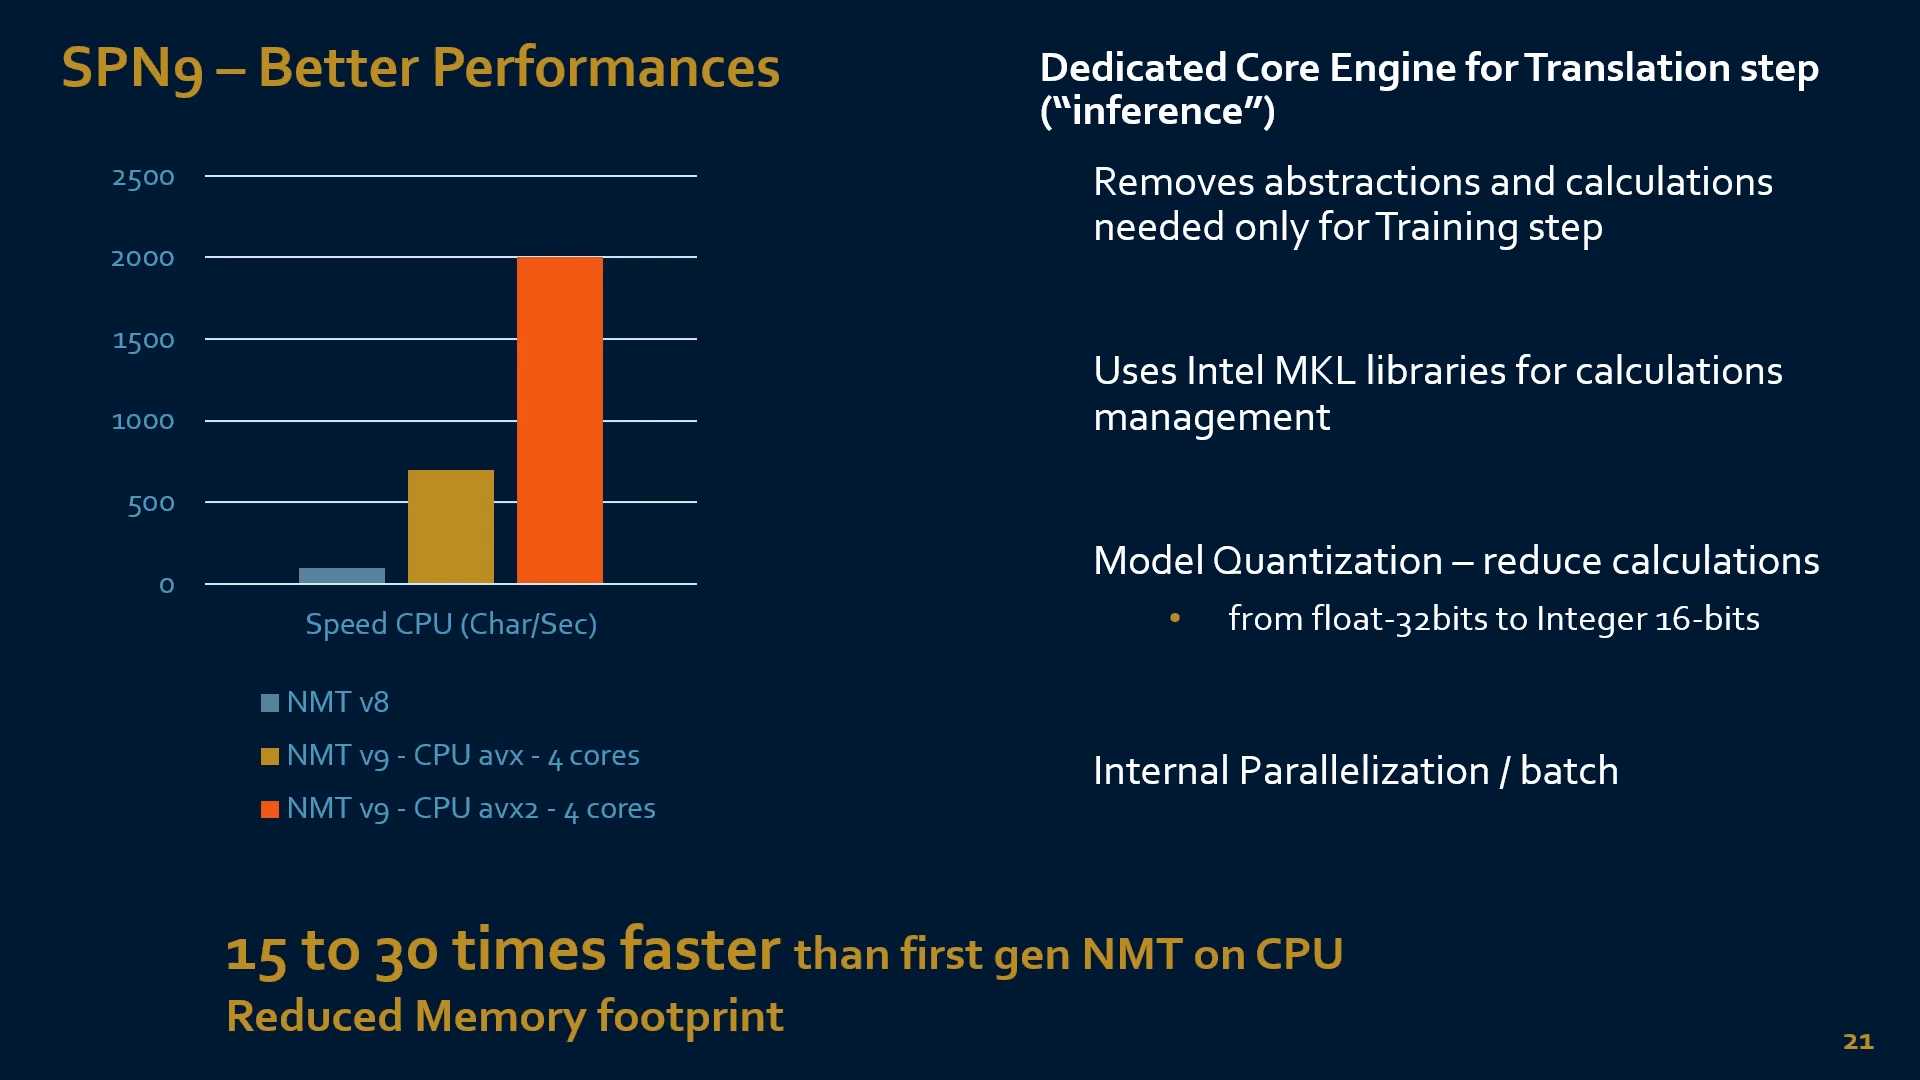 SPN9 – Better Performances
2500
2000
1500
1000
500
0
Speed CPU (Char/Sec)
NMT v8
NMT v9 - CPU avx - 4 cores
NMT v9 - CPU avx2 - 4 cores
Dedicated Core Engine for Translation step
(“inference”)
Removes abstractions and calculations
needed only for Training step
Uses Intel MKL libraries for calculations
management
Model Quantization – reduce calculations
• from float-32bits to Integer 16-bits
Internal Parallelization / batch
15 to 30 times faster than first gen NMT on CPU
Reduced Memory footprint
21